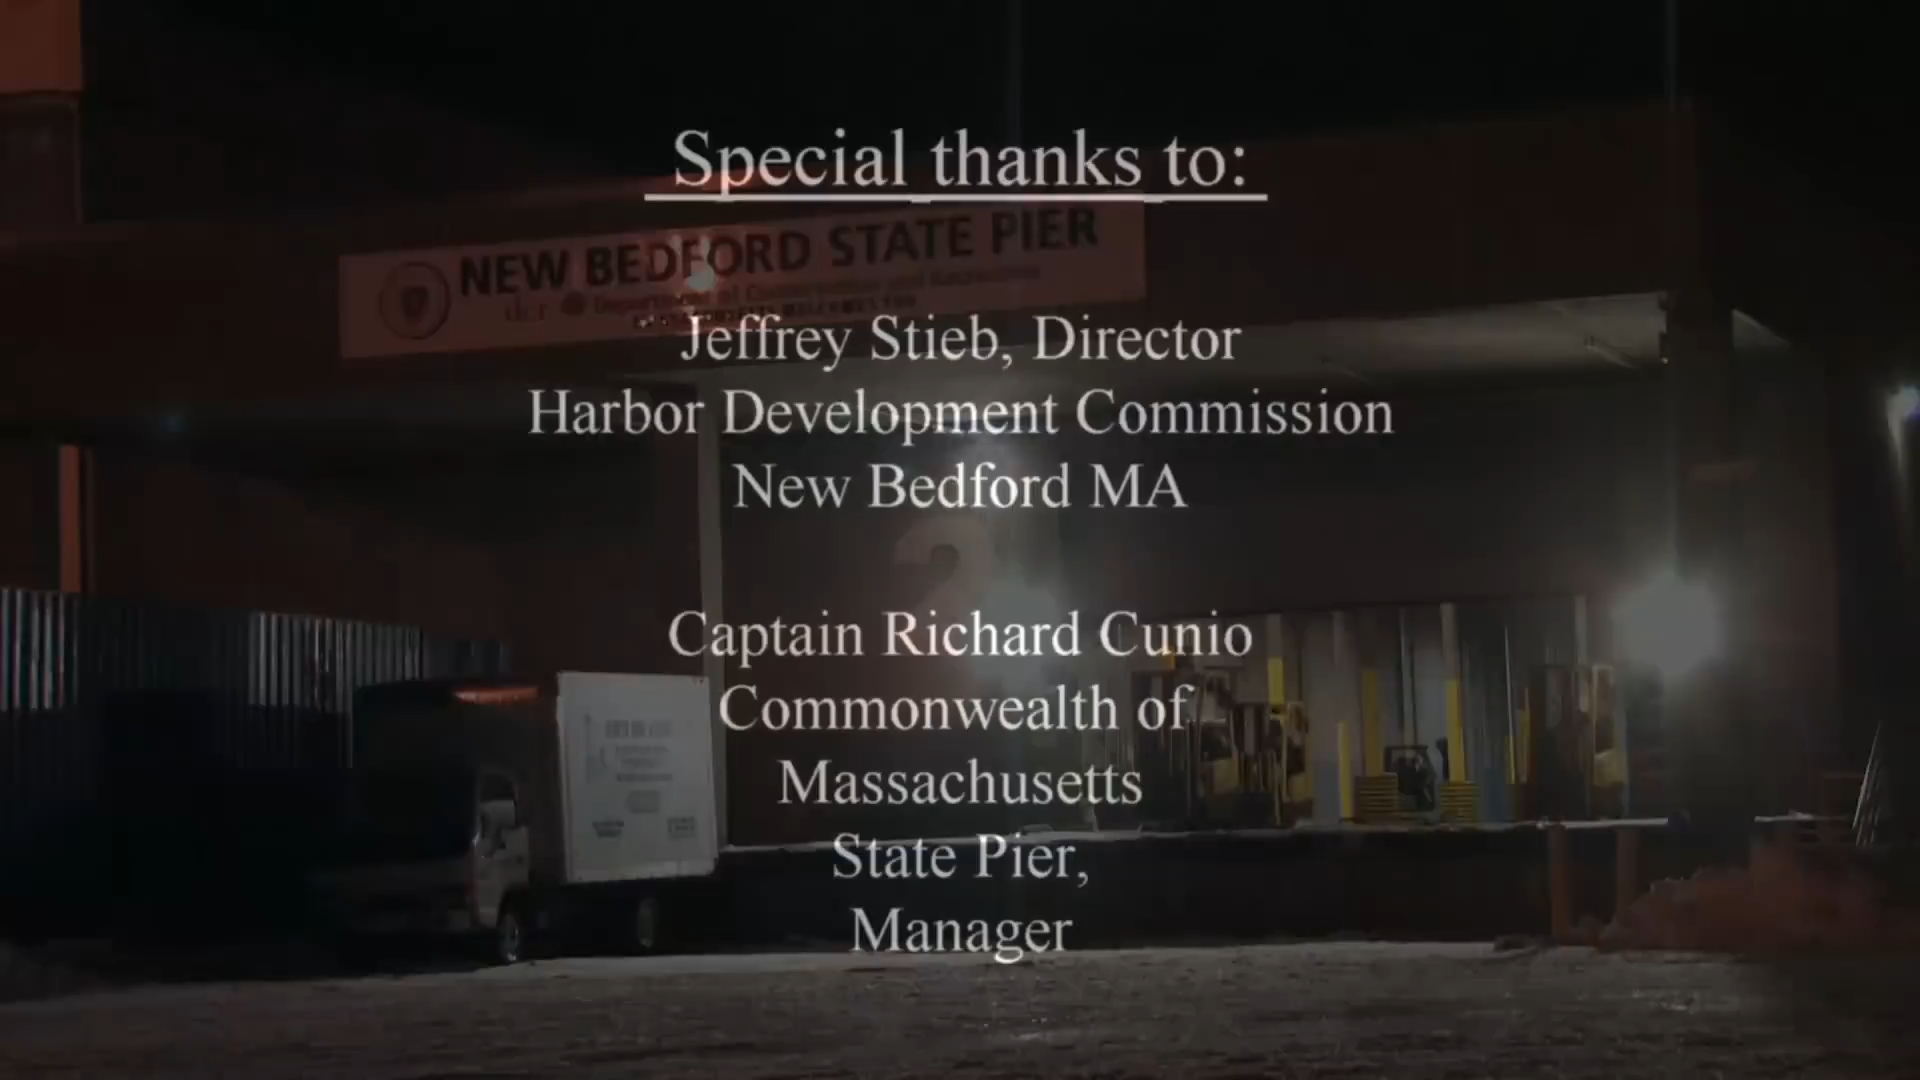 Special thanks to:
NEW BEDFORD STATE PIER
Jeffrey Stieb, Director
Harbor Development Commission
New Bedford MA
2
Captain Richard Cunio
Commonwealth of
Massachusetts
State Pier,
Manager